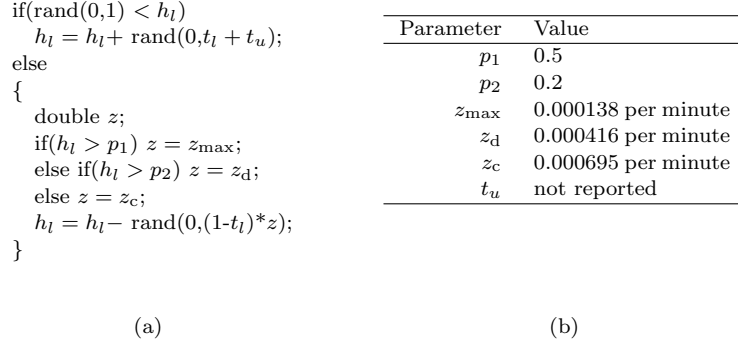 if(rand(0,1) < h_l)
h_l = h_l+ rand(0,t_l + t_u);
else
{
double z;
if(h_l > p_1) z = z_max;
else if(h_l > p_2) z = z_d;
else z = z_c;
h_l = h_l− rand(0,(1-t_l)*z);
}
(a)
Parameter Value
p_1 0.5
p_2 0.2
z_max 0.000138 per minute
z_d 0.000416 per minute
z_c 0.000695 per minute
t_u not reported
(b)